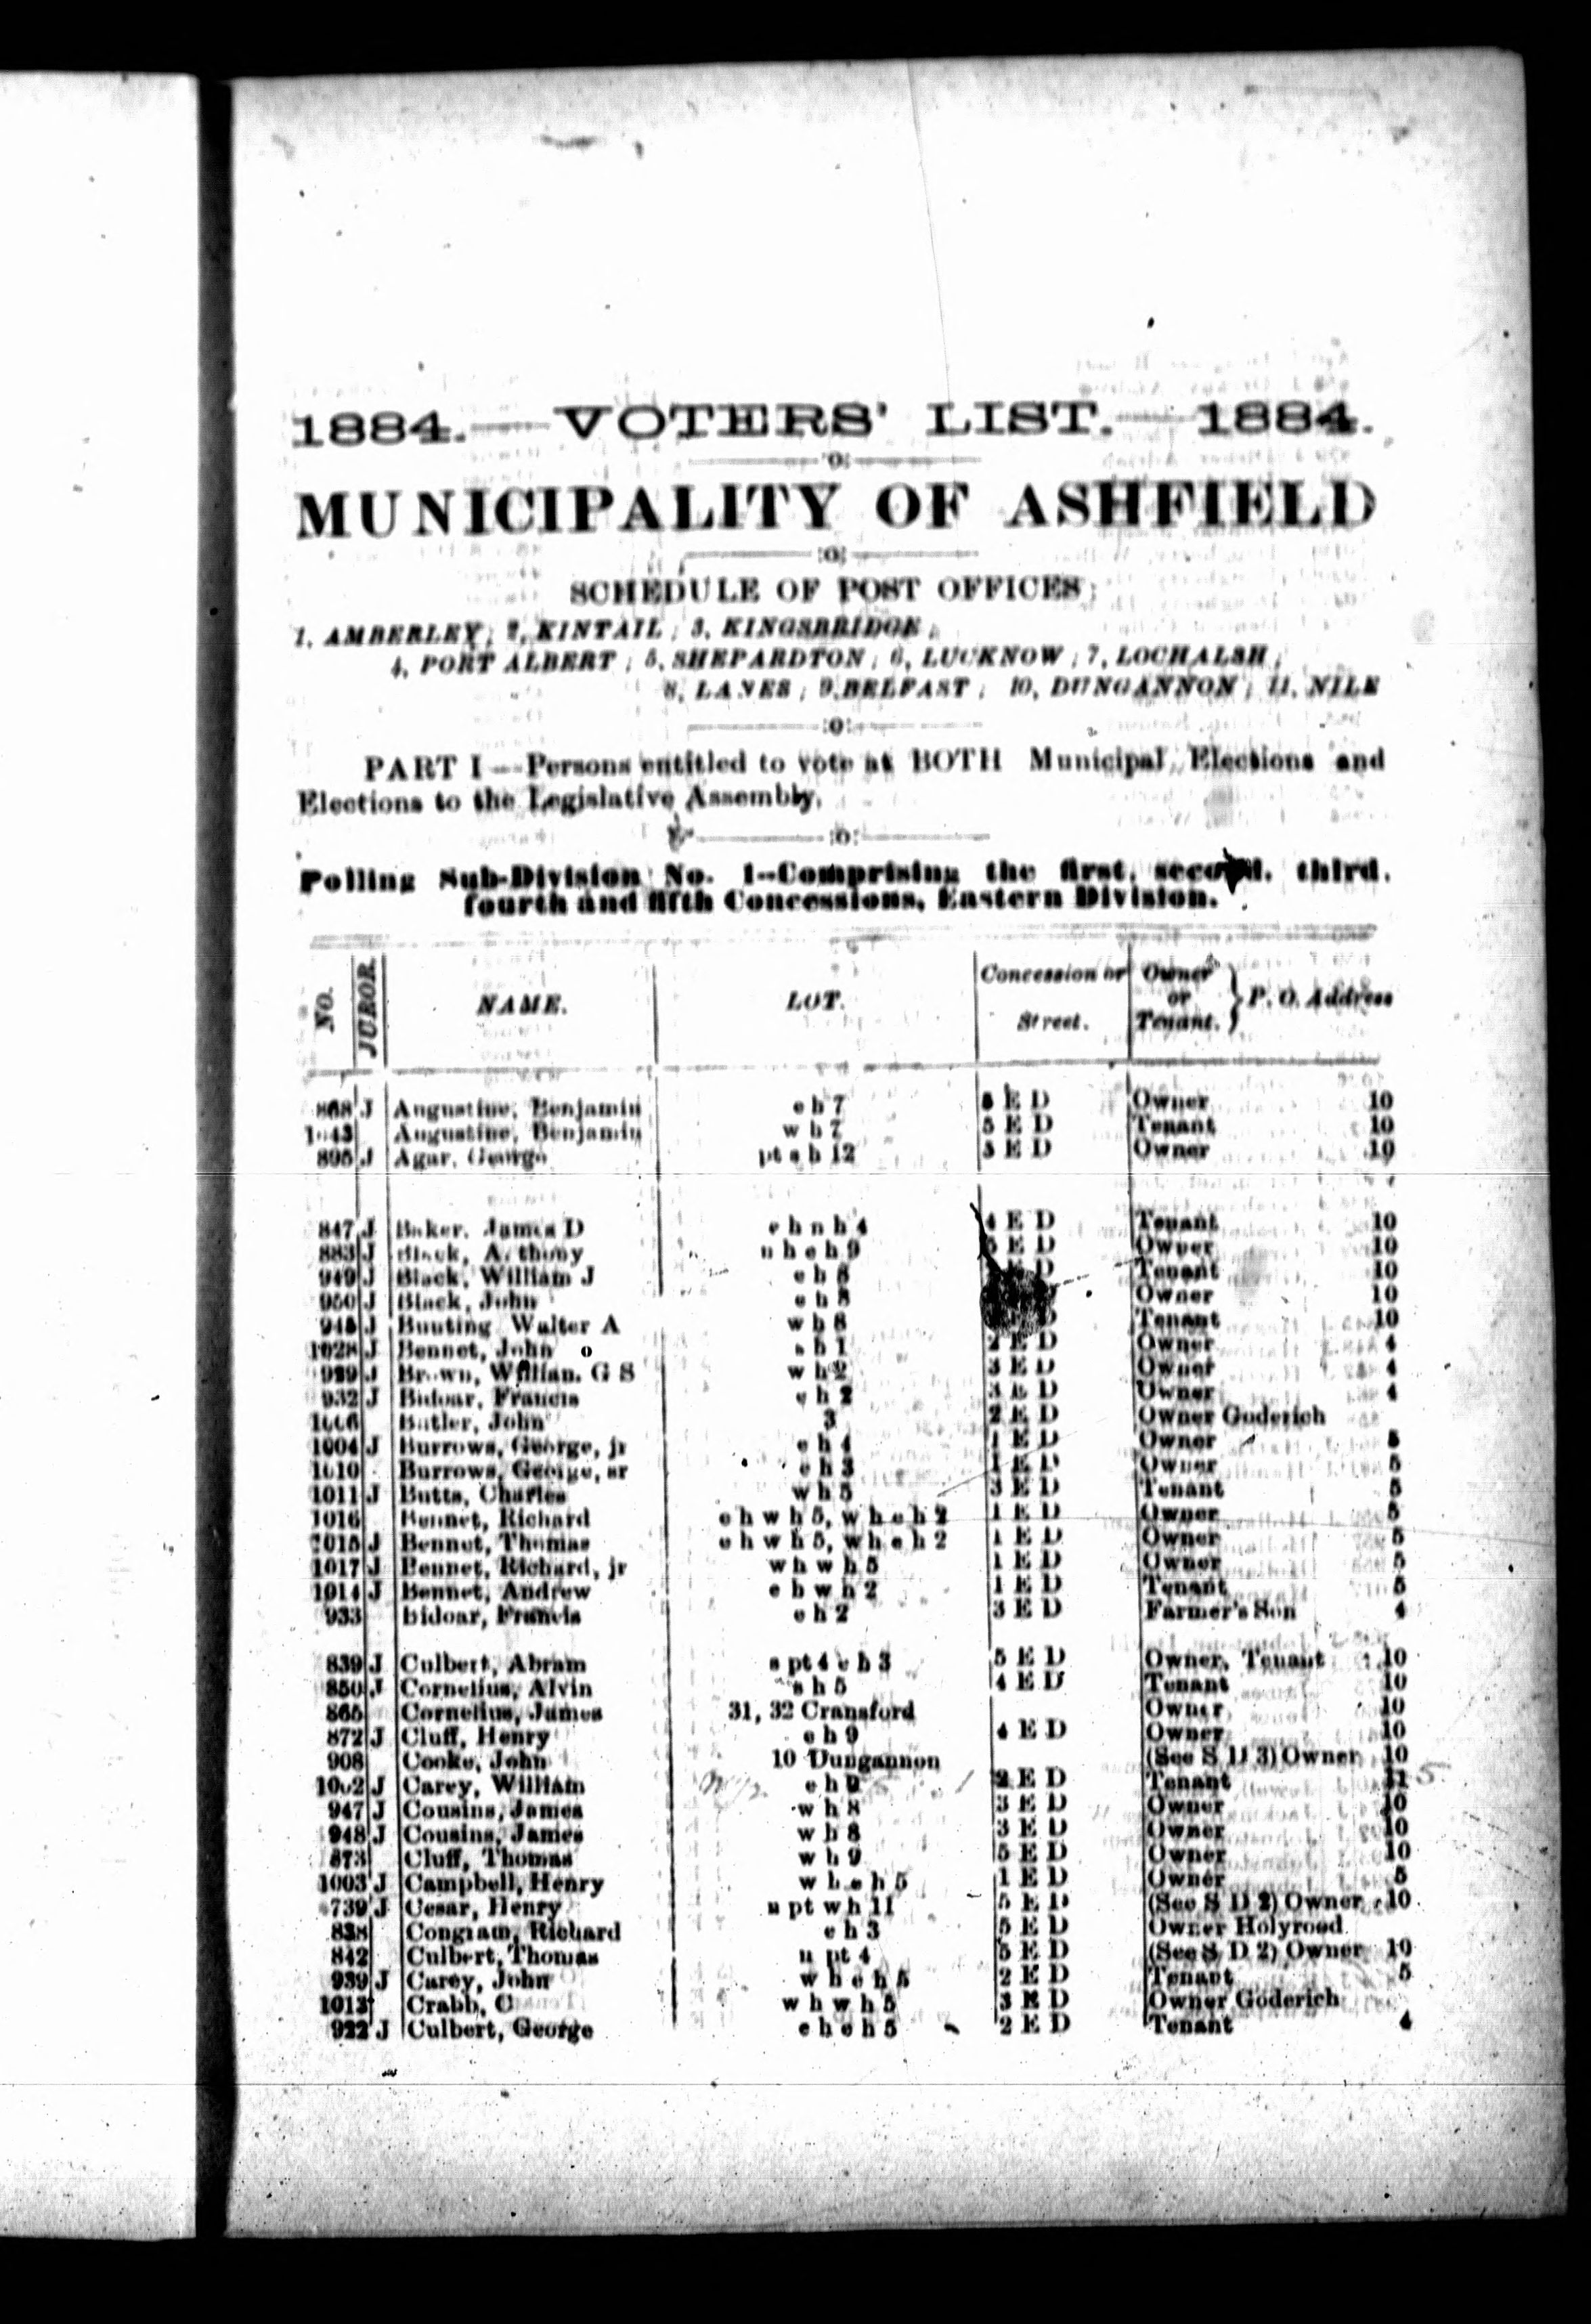 1884.—VOTERS' LIST.—1884.
:o:
MUNICIPALITY OF ASHFIELD
:o:
SCHEDULE OF POST OFFICES;
1, AMBERLEY; 2, KINTAIL; 3, KINGSBRIDGE;
4, PORT ALBERT; 5, SHEPARDTON; 6, LUCKNOW; 7, LOCHALSH;
8, LANES; 9, BELFAST; 10, DUNGANNON; 11, NILE
:o:
PART I—Persons entitled to vote at BOTH Municipal Elections and
Elections to the Legislative Assembly.
:o:
Polling Sub-Division No. 1--Comprising the first, second, third,
fourth and fifth Concessions, Eastern Division.
NO. JUROR. NAME. LOT. Concession or Street. Owner or Tenant. } P. O. Address
868 J Augustine, Benjamin e h 7 5 E D Owner 10
1043 Augustine, Benjamin w h 7 5 E D Tenant 10
895 J Agar, George pt s h 12 5 E D Owner 10
847 J Baker, James D e h n h 4 4 E D Tenant 10
883 J Black, Anthony n h e h 9 5 E D Owner 10
949 J Black, William J e h 8 E D Tenant 10
950 J Black, John e h 8 Owner 10
945 J Bunting Walter A w h 8 D Tenant 10
1028 J Bennet, John s h 1 2 E D Owner 4
929 J Brown, William G S w h 2 3 E D Owner 4
932 J Bidoar, Francis e h 2 3 E D Owner 4
1006 Butler, John 3 2 E D Owner Goderich
1004 J Burrows, George, jr e h 4 1 E D Owner 5
1010 Burrows, George, sr e h 3 1 E D Owner 5
1011 J Butts, Charles w h 5 3 E D Tenant 5
1016 Bennet, Richard e h w h 5, w h e h 2 1 E D Owner 5
1015 J Bennet, Thomas e h w h 5, w h e h 2 1 E D Owner 5
1017 J Bennet, Richard, jr w h w h 5 1 E D Owner 5
1014 J Bennet, Andrew e h w h 2 1 E D Tenant 5
933 Bidoar, Francis e h 2 3 E D Farmer's Son 4
839 J Culbert, Abram s pt 4 e h 3 5 E D Owner, Tenant 10
850 J Cornelius, Alvin s h 5 4 E D Tenant 10
865 Cornelius, James 31, 32 Cransford Owner 10
872 J Cluff, Henry e h 9 4 E D Owner 10
908 Cooke, John 10 Dungannon (See S D 3) Owner 10
1002 J Carey, William e h 9 2 E D Tenant 11 5
947 J Cousins, James w h 8 3 E D Owner 10
948 J Cousins, James w h 8 3 E D Owner 10
873 Cluff, Thomas w h 9 5 E D Owner 10
1003 J Campbell, Henry w h e h 5 1 E D Owner 5
739 J Cesar, Henry n pt w h 11 5 E D (See S D 2) Owner 10
838 Congram, Richard e h 3 5 E D Owner Holyrood
842 Culbert, Thomas n pt 4 5 E D (See S D 2) Owner 10
939 J Carey, John w h e h 5 2 E D Tenant 5
1013 Crabb, C w h w h 5 3 E D Owner Goderich
922 J Culbert, George e h e h 5 2 E D Tenant 4